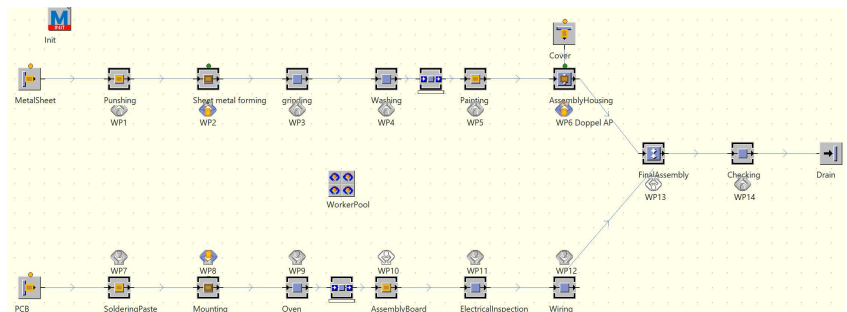 M
INIT
Init
Cover
MetalSheet
Punshing
Sheet metal forming
grinding
Washing
Painting
AssemblyHousing
WP1
WP2
WP3
WP4
WP5
WP6 Doppel AP
FinalAssembly
Checking
Drain
WP13
WP14
WorkerPool
WP7
WP8
WP9
WP10
WP11
WP12
PCB
SolderingPaste
Mounting
Oven
AssemblyBoard
ElectricalInspection
Wiring